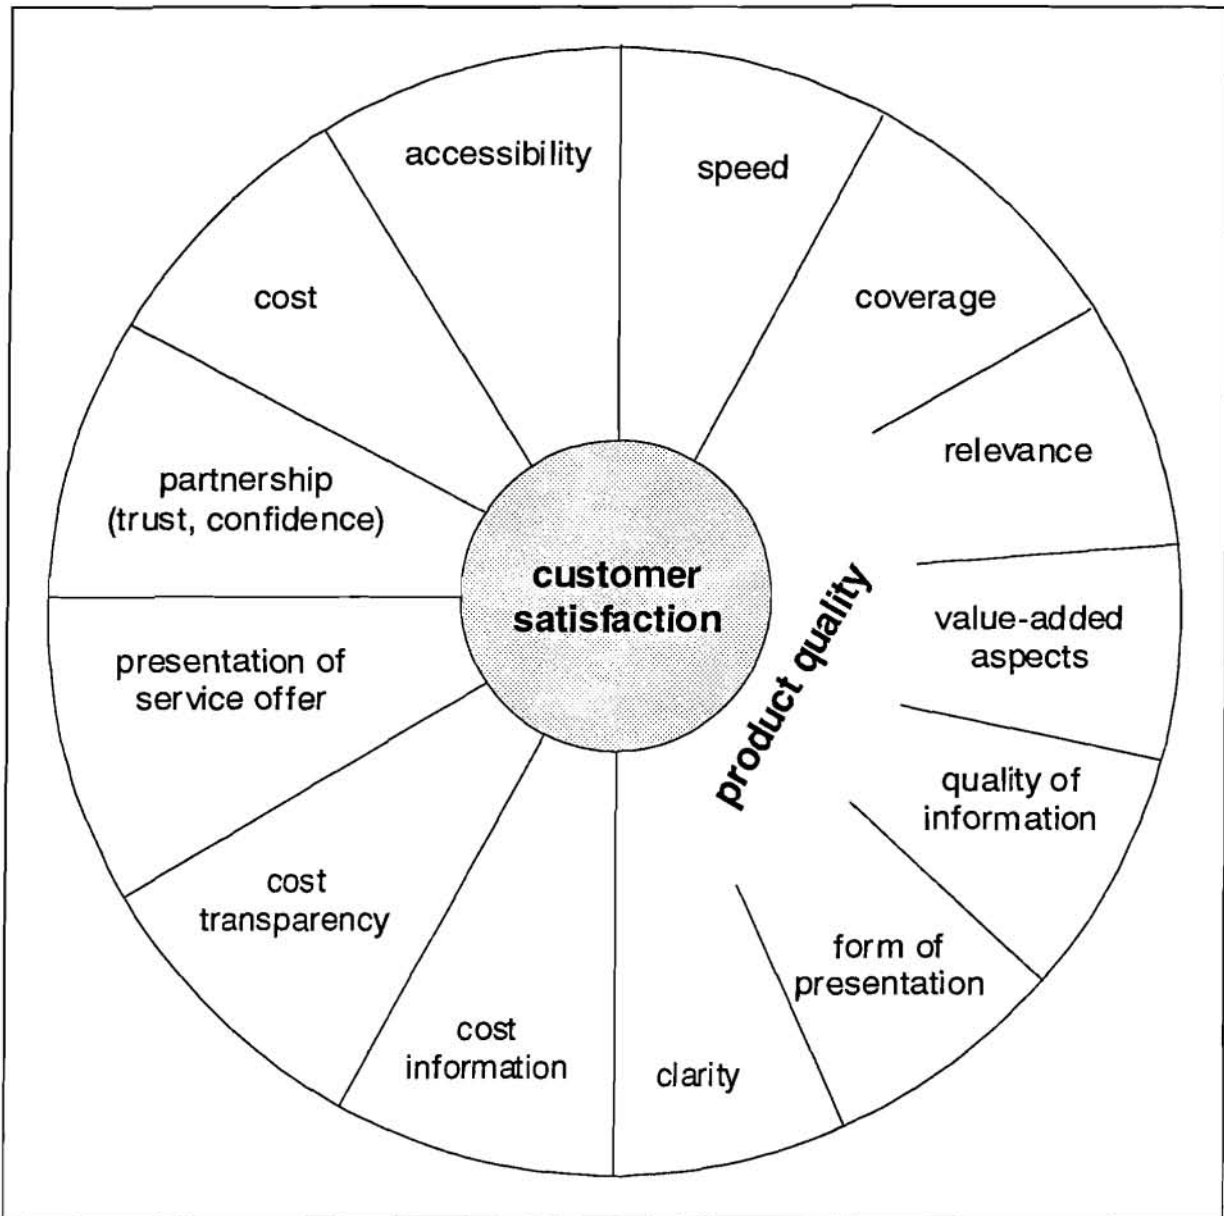 accessibility
speed
coverage
relevance
value-added
aspects
quality of
information
form of
presentation
clarity
cost
information
cost
transparency
presentation of
service offer
partnership
(trust, confidence)
cost
customer
satisfaction
product quality